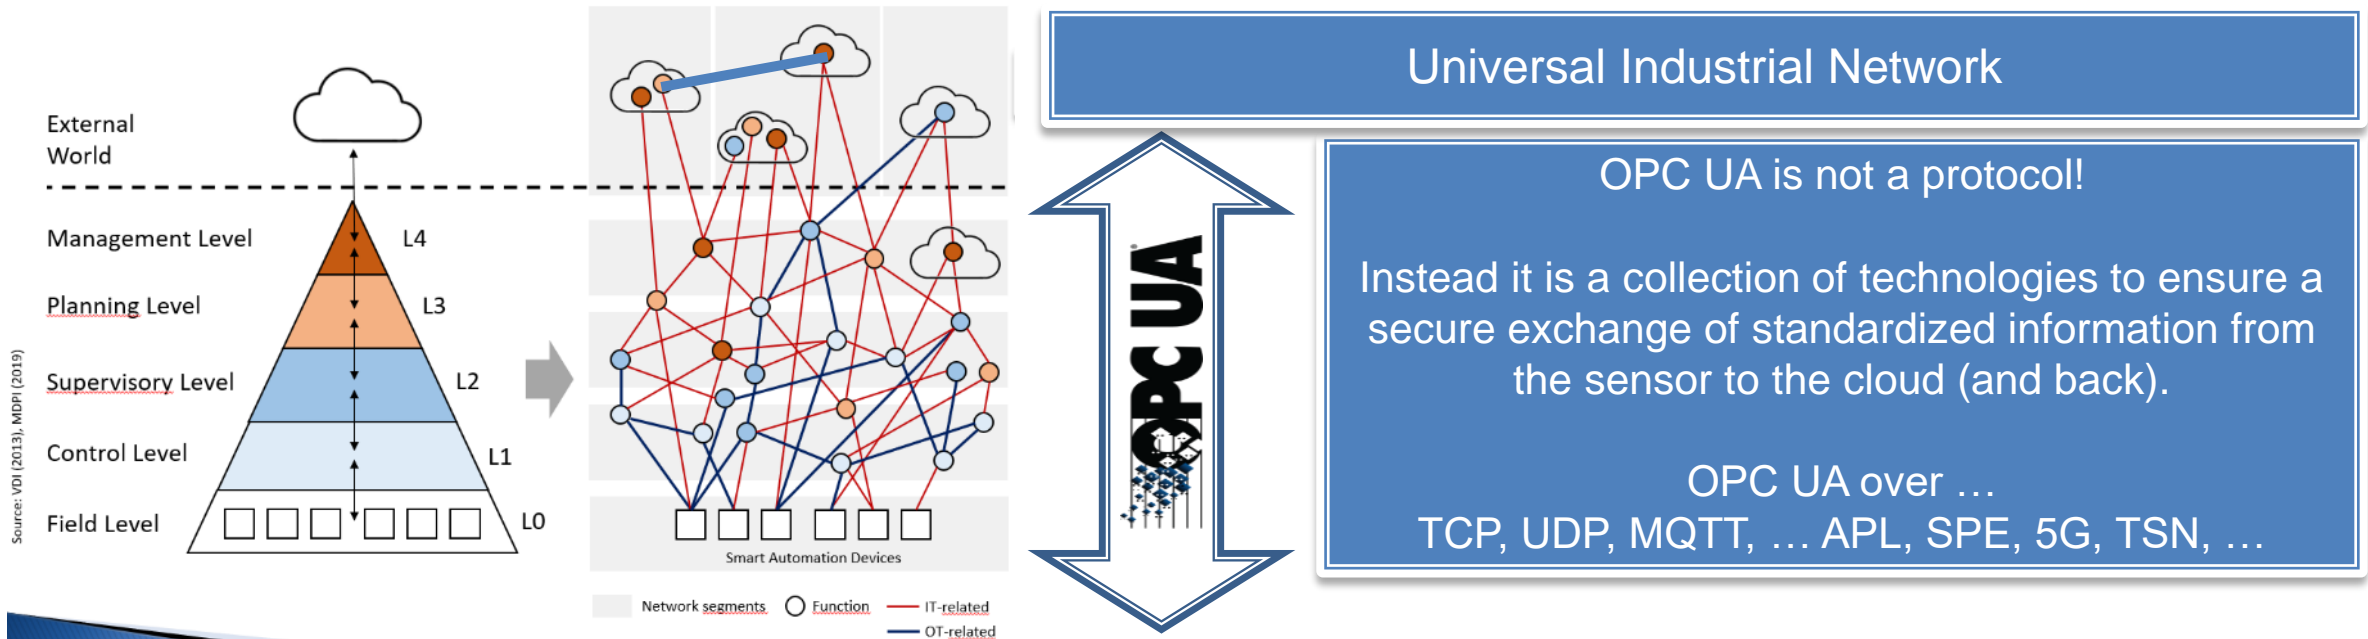 External
World
Management Level
L4
Planning Level
L3
Supervisory Level
L2
Control Level
L1
Field Level
L0
Source: VDI (2013), MDPI (2019)
Smart Automation Devices
Network segments
Function
IT-related
OT-related
Universal Industrial Network
OPC UA
OPC UA is not a protocol!
Instead it is a collection of technologies to ensure a
secure exchange of standardized information from
the sensor to the cloud (and back).
OPC UA over …
TCP, UDP, MQTT, … APL, SPE, 5G, TSN, …